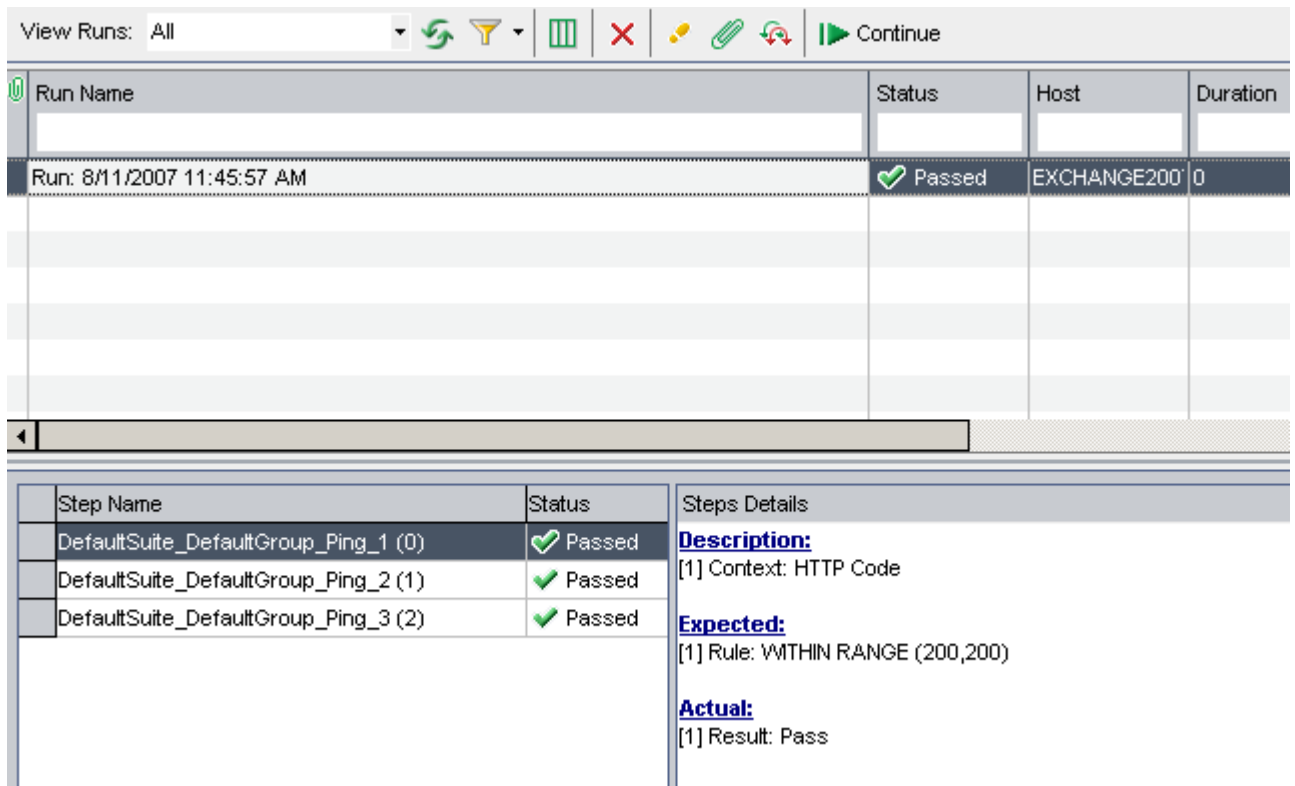 View Runs: All Continue
Run Name Status Host Duration
Run: 8/11/2007 11:45:57 AM Passed EXCHANGE200 0
Step Name Status Steps Details
DefaultSuite_DefaultGroup_Ping_1 (0) Passed
DefaultSuite_DefaultGroup_Ping_2 (1) Passed
DefaultSuite_DefaultGroup_Ping_3 (2) Passed
Description:
[1] Context: HTTP Code
Expected:
[1] Rule: WITHIN RANGE (200,200)
Actual:
[1] Result: Pass